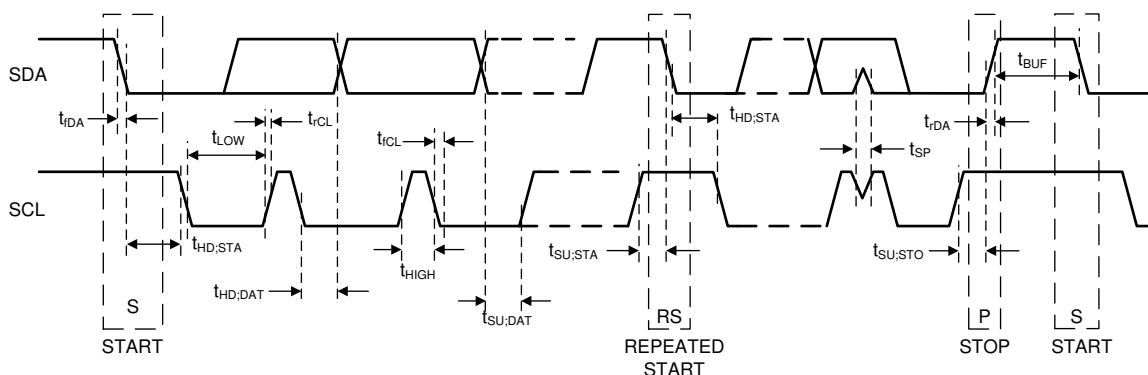 SDA
t_BUF
t_fDA
t_LOW
t_rCL
t_fCL
t_HD;STA
t_SP
t_rDA
SCL
t_HD;STA
t_HD;DAT
t_HIGH
t_SU;DAT
t_SU;STA
t_SU;STO
S
RS
P
S
START
REPEATED
START
STOP
START